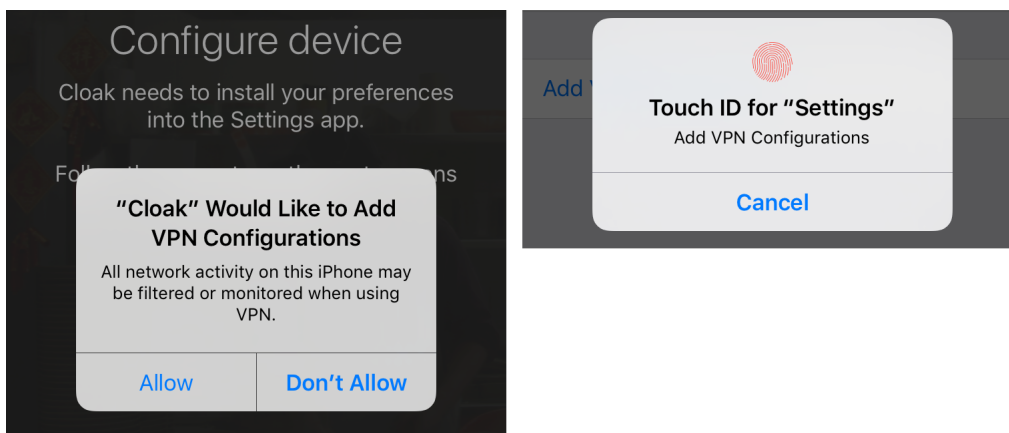 Configure device
Cloak needs to install your preferences
into the Settings app.
“Cloak” Would Like to Add
VPN Configurations
All network activity on this iPhone may
be filtered or monitored when using
VPN.
Allow
Don’t Allow
Add
Touch ID for “Settings”
Add VPN Configurations
Cancel